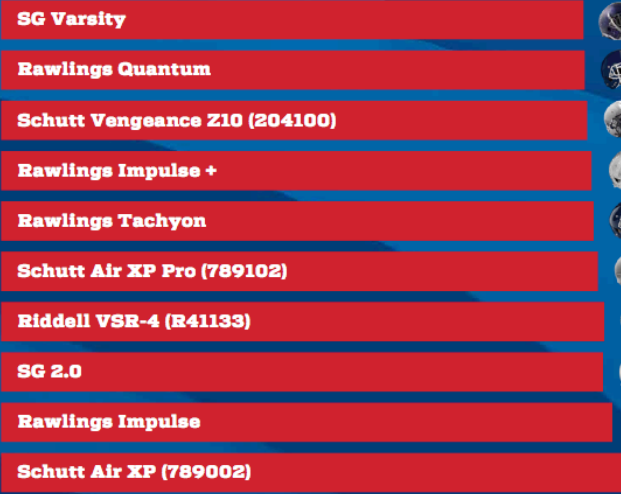 SG Varsity
Rawlings Quantum
Schutt Vengeance Z10 (204100)
Rawlings Impulse +
Rawlings Tachyon
Schutt Air XP Pro (789102)
Riddell VSR-4 (R41133)
SG 2.0
Rawlings Impulse
Schutt Air XP (789002)